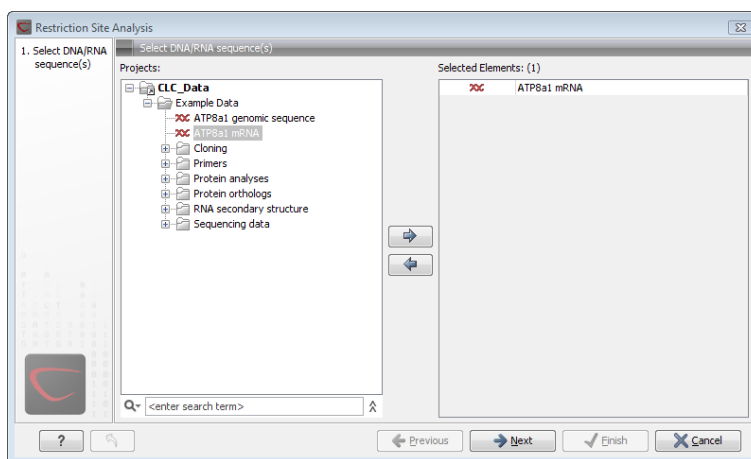 Restriction Site Analysis
1. Select DNA/RNA
sequence(s)
Select DNA/RNA sequence(s)
Projects:
CLC_Data
Example Data
ATP8a1 genomic sequence
ATP8a1 mRNA
Cloning
Primers
Protein analyses
Protein orthologs
RNA secondary structure
Sequencing data
<enter search term>
Selected Elements: (1)
ATP8a1 mRNA
?
Previous
Next
Finish
Cancel